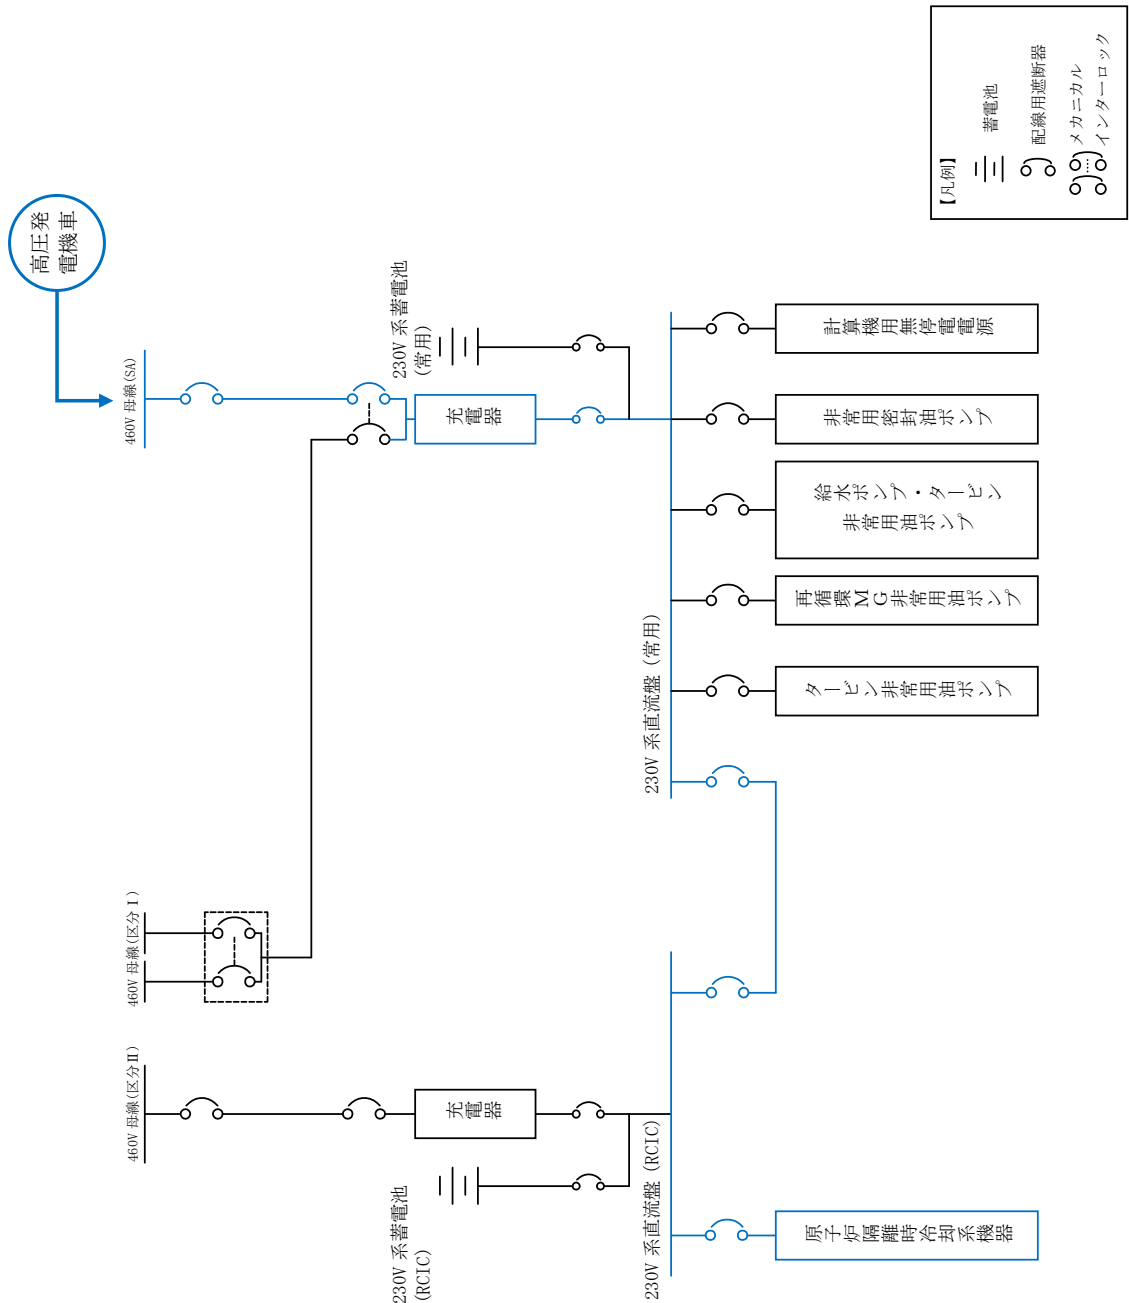 【凡例】
蓄電池
配線用遮断器
メカニカル
インターロック
高圧発
電機車
460V 母線(SA)
460V 母線(区分Ⅰ)
460V 母線(区分Ⅱ)
230V 系蓄電池
(常用)
充電器
充電器
230V 系蓄電池
(RCIC)
230V 系直流盤 (常用)
230V 系直流盤 (RCIC)
計算機用無停電電源
非常用密封油ポンプ
給水ポンプ・タービン
非常用油ポンプ
再循環MG非常用油ポンプ
タービン非常用油ポンプ
原子炉隔離時冷却系機器